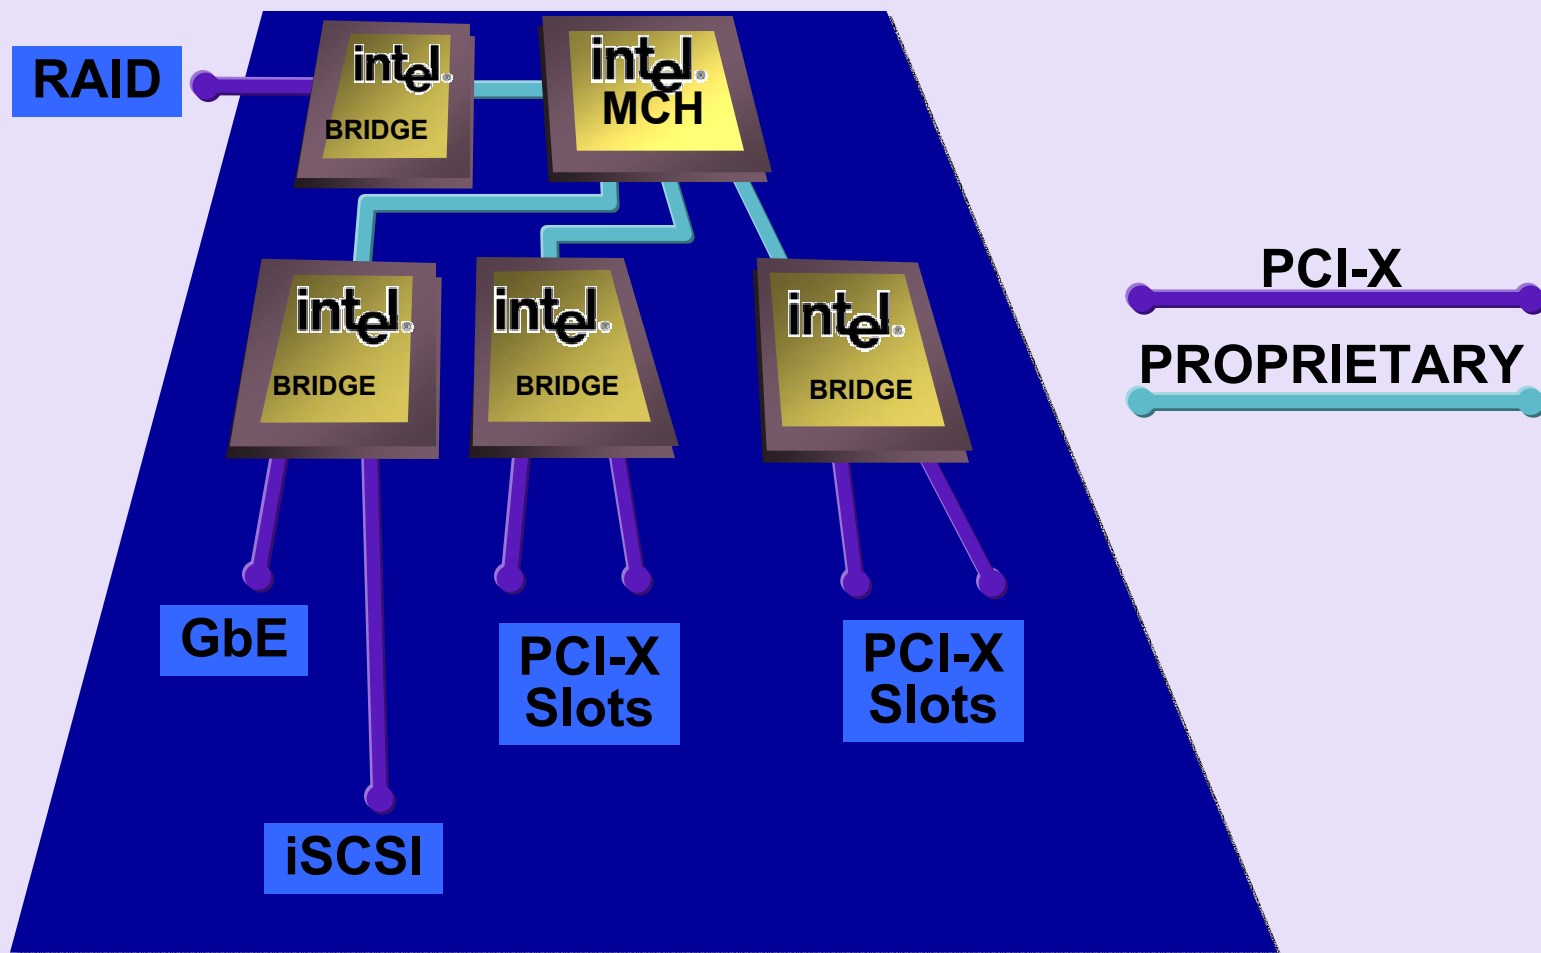 RAID
intel
BRIDGE
intel
MCH
PCI-X
PROPRIETARY
intel
BRIDGE
intel
BRIDGE
intel
BRIDGE
GbE
PCI-X
Slots
PCI-X
Slots
iSCSI